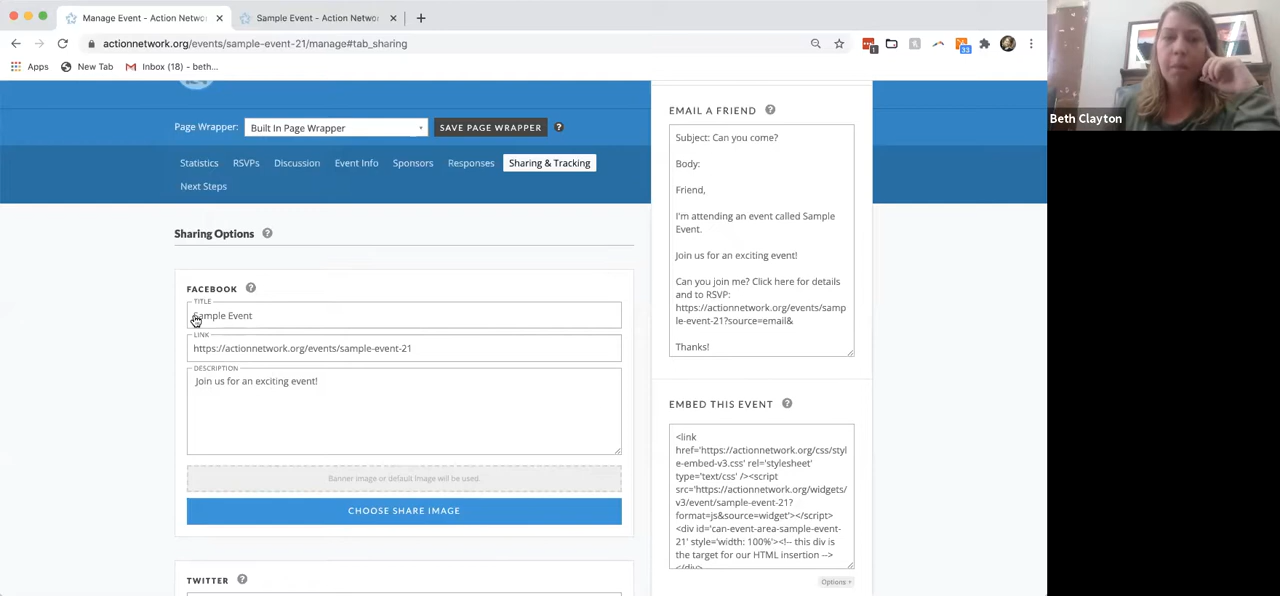 Manage Event - Action Networ
Sample Event - Action Networ
actionnetwork.org/events/sample-event-21/manage#tab_sharing
1
33
Apps
New Tab
Inbox (18) - beth...
Beth Clayton
Page Wrapper:
Built In Page Wrapper
SAVE PAGE WRAPPER
?
Statistics
RSVPs
Discussion
Event Info
Sponsors
Responses
Sharing & Tracking
Next Steps
Sharing Options ?
FACEBOOK ?
TITLE
Sample Event
LINK
https://actionnetwork.org/events/sample-event-21
DESCRIPTION
Join us for an exciting event!
Banner image or default image will be used.
CHOOSE SHARE IMAGE
TWITTER ?
EMAIL A FRIEND ?
Subject: Can you come?
Body:
Friend,
I'm attending an event called Sample
Event.
Join us for an exciting event!
Can you join me? Click here for details
and to RSVP:
https://actionnetwork.org/events/samp
le-event-21?source=email&
Thanks!
EMBED THIS EVENT ?
<link
href='https://actionnetwork.org/css/styl
e-embed-v3.css' rel='stylesheet'
type='text/css' /><script
src='https://actionnetwork.org/widgets/
v3/event/sample-event-21?
format=js&source=widget'></script>
<div id='can-event-area-sample-event-
21' style='width: 100%'><!-- this div is
the target for our HTML insertion -->
</div>
Options